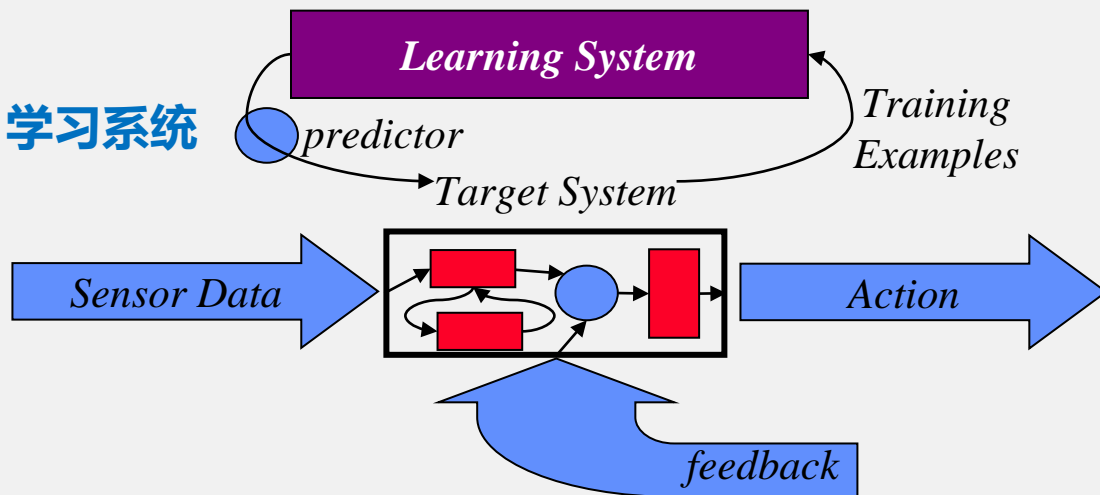 Learning System
学习系统
predictor
Training
Examples
Target System
Sensor Data
Action
feedback